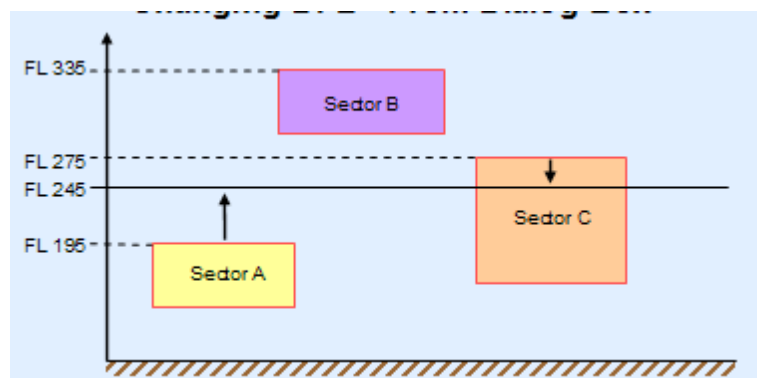 FL 335
Sector B
FL 275
FL 245
Sector C
FL 195
Sector A